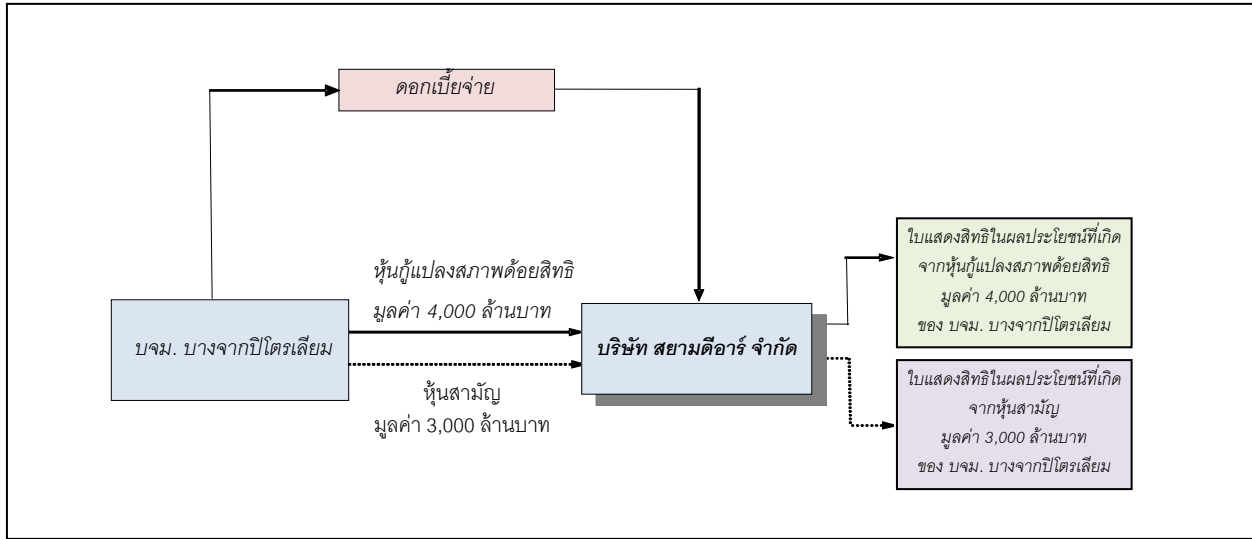 ดอกเบี้ยจ่าย
หุ้นกู้แปลงสภาพด้อยสิทธิ
มูลค่า 4,000 ล้านบาท
บจม. บางจากปิโตรเลียม
บริษัท สยามดีอาร์ จำกัด
หุ้นสามัญ
มูลค่า 3,000 ล้านบาท
ใบแสดงสิทธิในผลประโยชน์ที่เกิด
จากหุ้นกู้แปลงสภาพด้อยสิทธิ
มูลค่า 4,000 ล้านบาท
ของ บจม. บางจากปิโตรเลียม
ใบแสดงสิทธิในผลประโยชน์ที่เกิด
จากหุ้นสามัญ
มูลค่า 3,000 ล้านบาท
ของ บจม. บางจากปิโตรเลียม